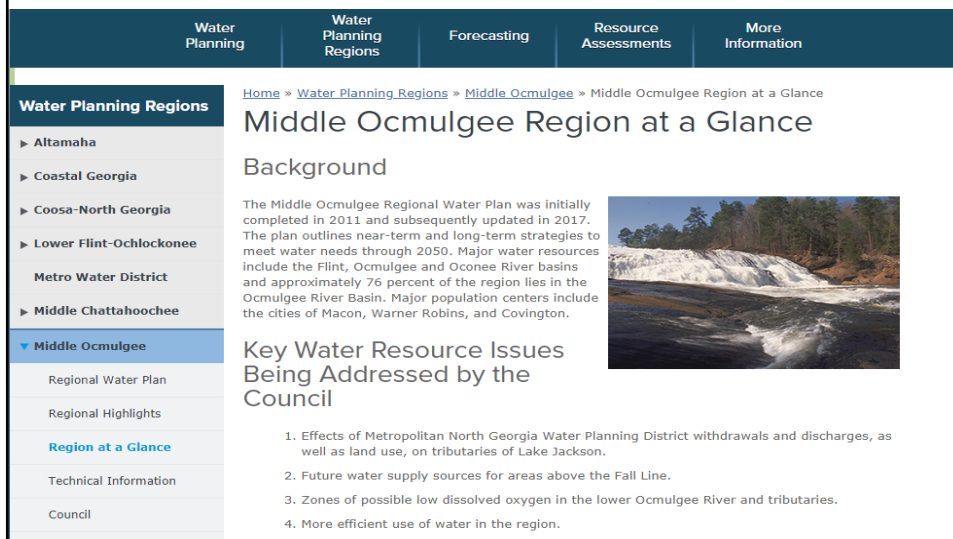 Water Planning
Water Planning Regions
Forecasting
Resource Assessments
More Information
Water Planning Regions
▶ Altamaha
▶ Coastal Georgia
▶ Coosa-North Georgia
▶ Lower Flint-Ochlockonee
Metro Water District
▶ Middle Chattahoochee
▼ Middle Ocmulgee
Regional Water Plan
Regional Highlights
Region at a Glance
Technical Information
Council
Home » Water Planning Regions » Middle Ocmulgee » Middle Ocmulgee Region at a Glance
Middle Ocmulgee Region at a Glance
Background
The Middle Ocmulgee Regional Water Plan was initially
completed in 2011 and subsequently updated in 2017.
The plan outlines near-term and long-term strategies to
meet water needs through 2050. Major water resources
include the Flint, Ocmulgee and Oconee River basins
and approximately 76 percent of the region lies in the
Ocmulgee River Basin. Major population centers include
the cities of Macon, Warner Robins, and Covington.
Key Water Resource Issues
Being Addressed by the
Council
1. Effects of Metropolitan North Georgia Water Planning District withdrawals and discharges, as
well as land use, on tributaries of Lake Jackson.
2. Future water supply sources for areas above the Fall Line.
3. Zones of possible low dissolved oxygen in the lower Ocmulgee River and tributaries.
4. More efficient use of water in the region.